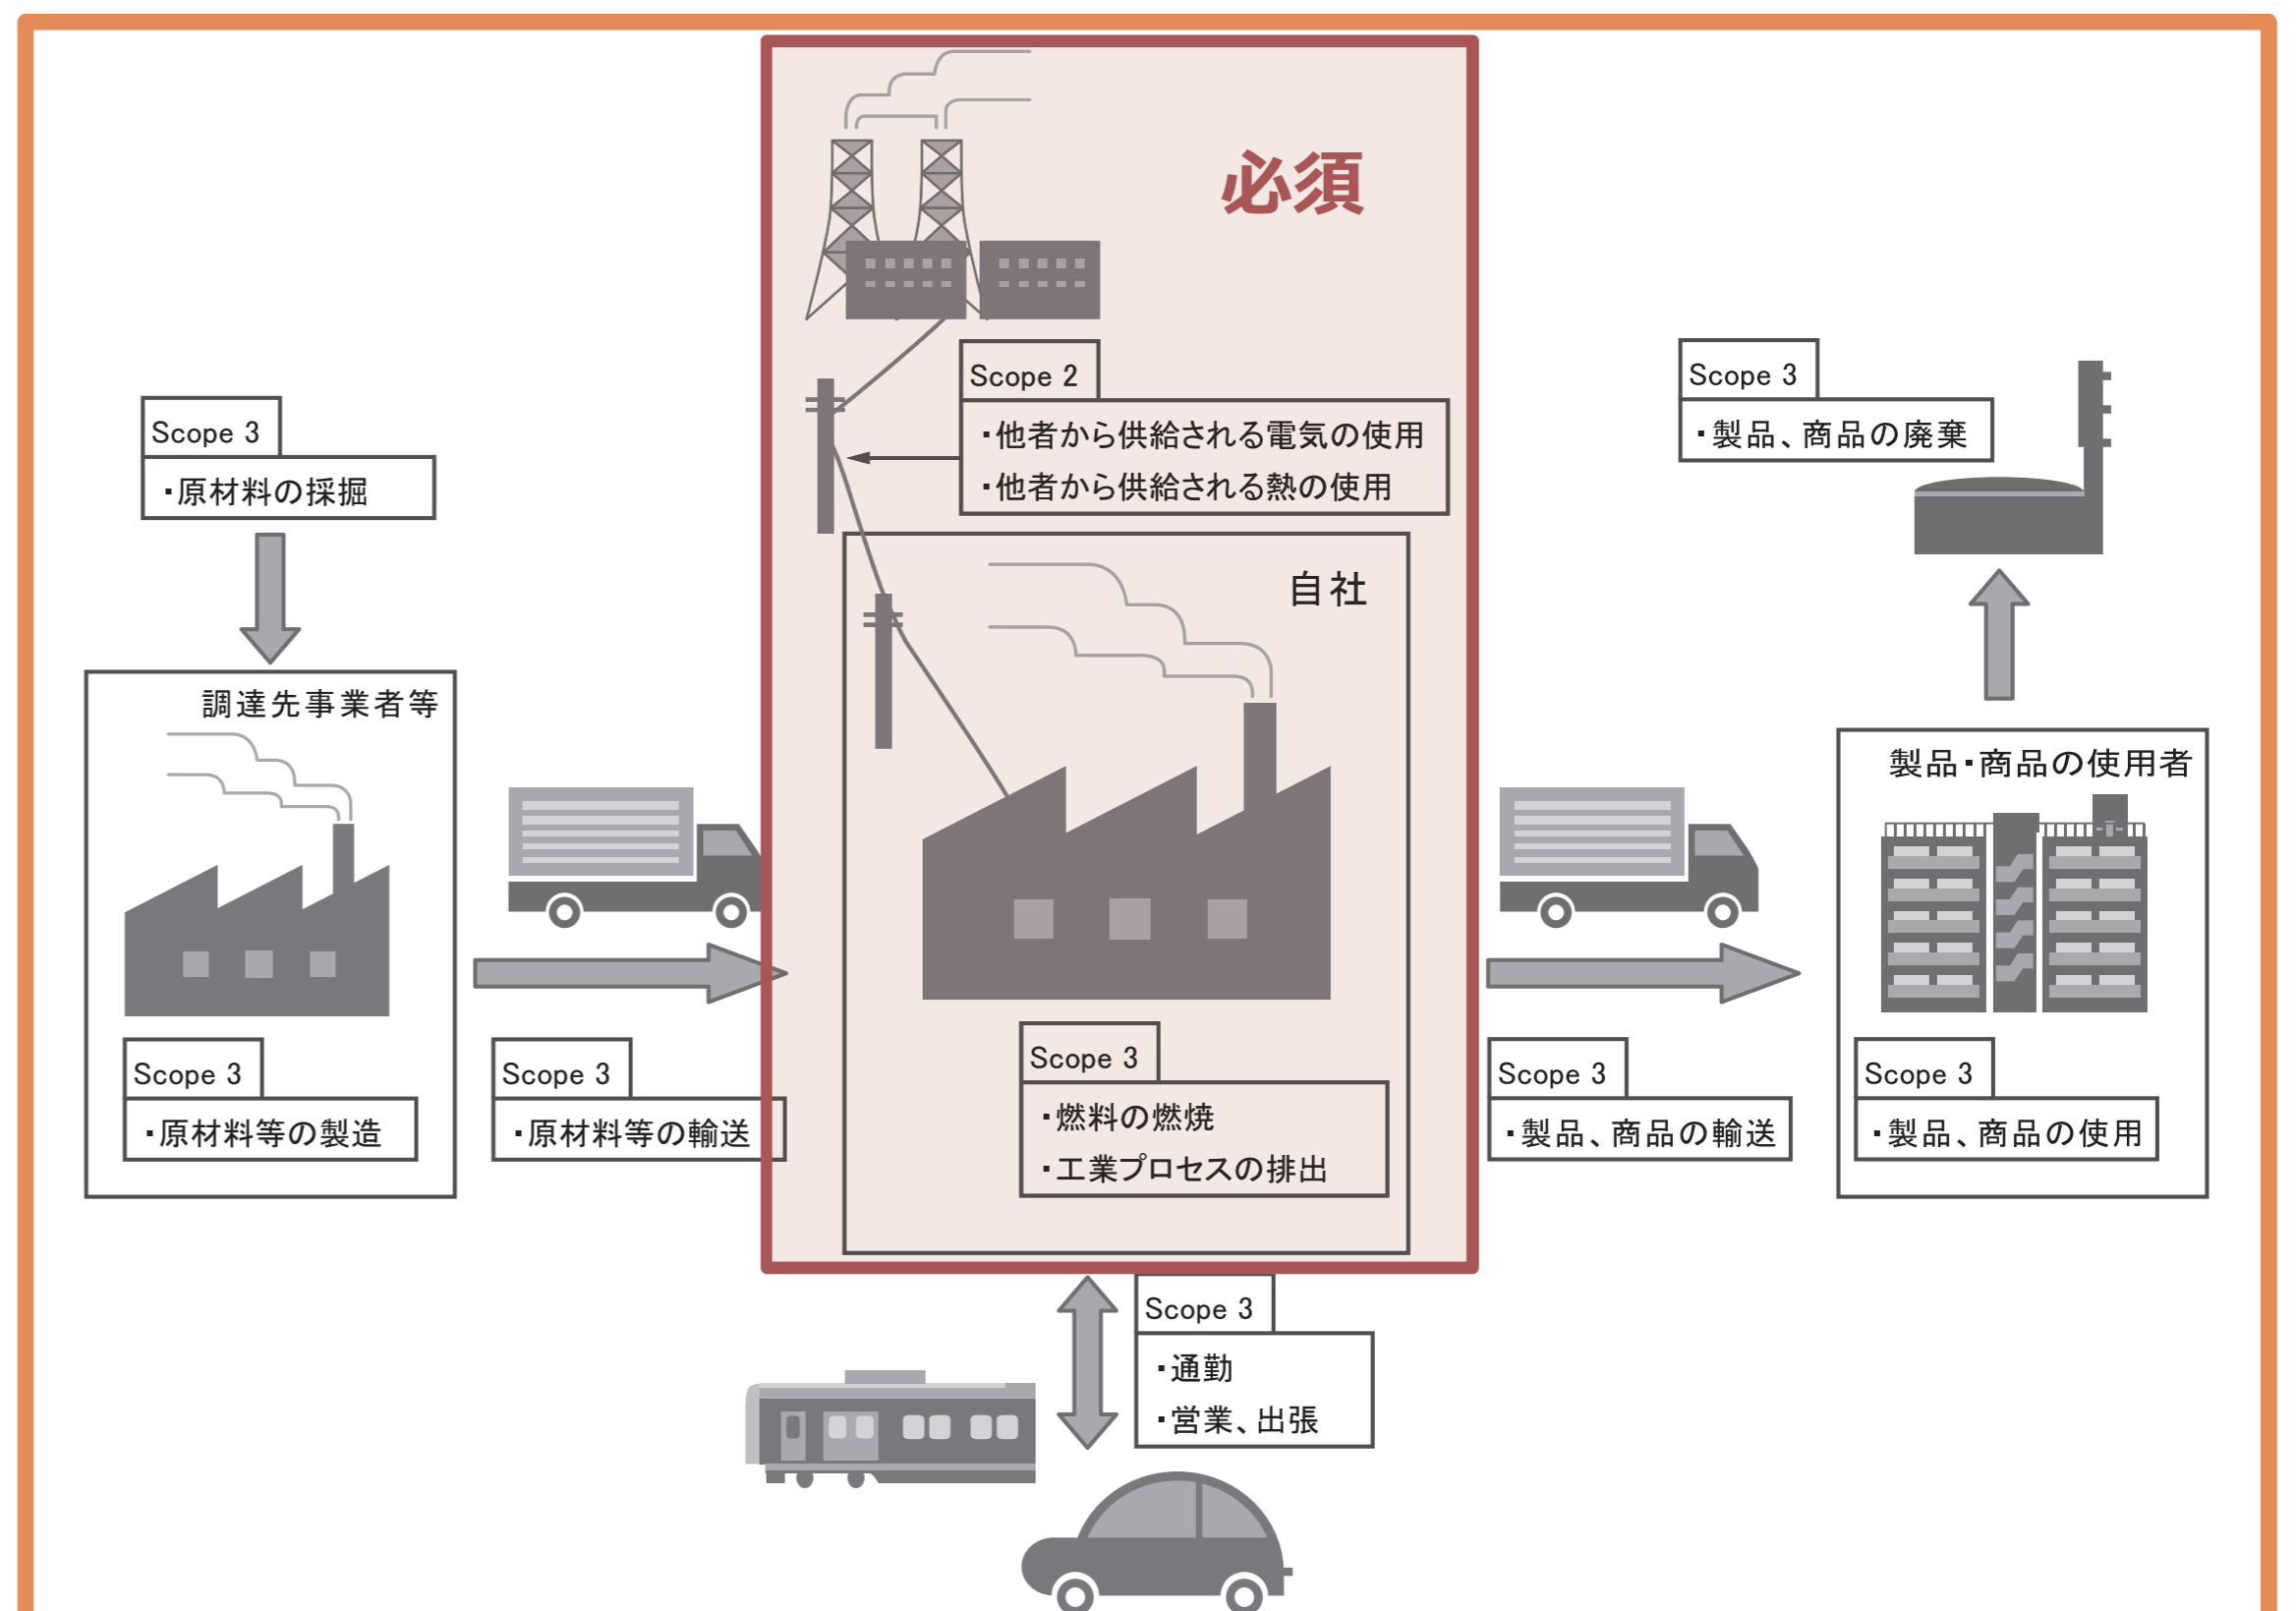 必須
Scope 2
・他者から供給される電気の使用
・他者から供給される熱の使用
Scope 3
・原材料の採掘
Scope 3
・製品、商品の廃棄
自社
調達先事業者等
製品・商品の使用者
Scope 3
・原材料等の製造
Scope 3
・原材料等の輸送
Scope 3
・燃料の燃焼
・工業プロセスの排出
Scope 3
・製品、商品の輸送
Scope 3
・製品、商品の使用
Scope 3
・通勤
・営業、出張